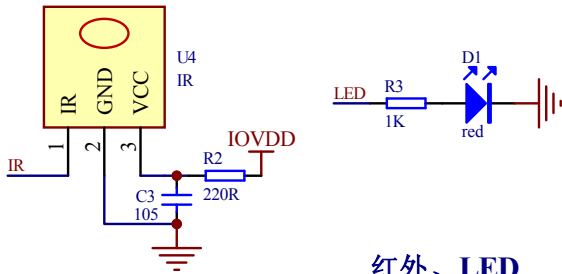 U4
IR
IR
GND
VCC
1
2
3
IR
IOVDD
R2
220R
C3
105
D1
LED
R3
1K
red
红外、LED